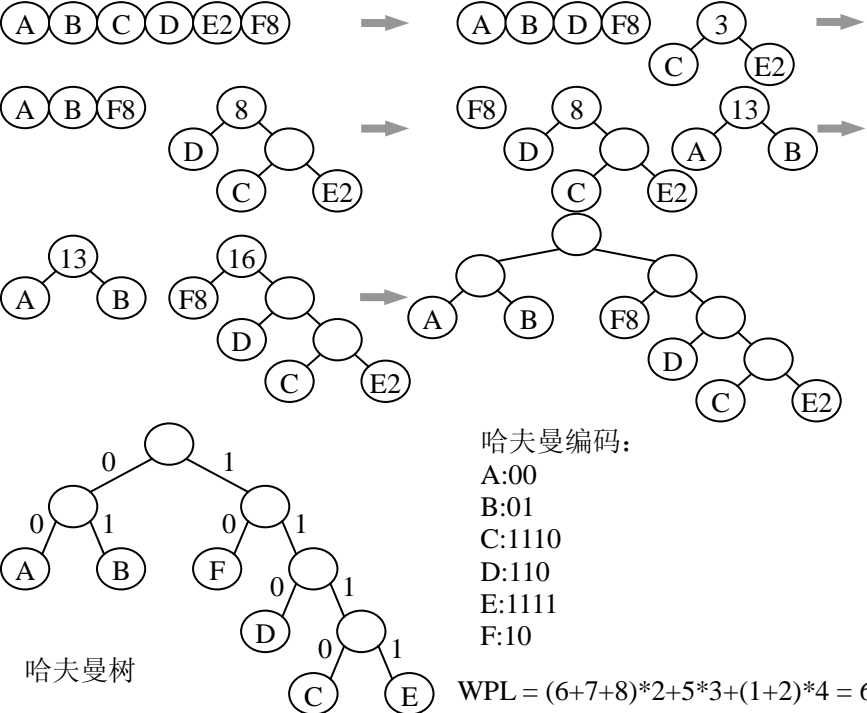 A B C D E2 F8
A B D F8 3
C E2
A B F8 8
D
C E2
F8 8 13
D A B
C E2
13 16
A B F8
D
C E2
A B F8
D
C E2
0 1
0 1 0 1
A B F
0 1
D
0 1
C E
哈夫曼树
哈夫曼编码:
A:00
B:01
C:1110
D:110
E:1111
F:10
WPL = (6+7+8)*2+5*3+(1+2)*4 = 6